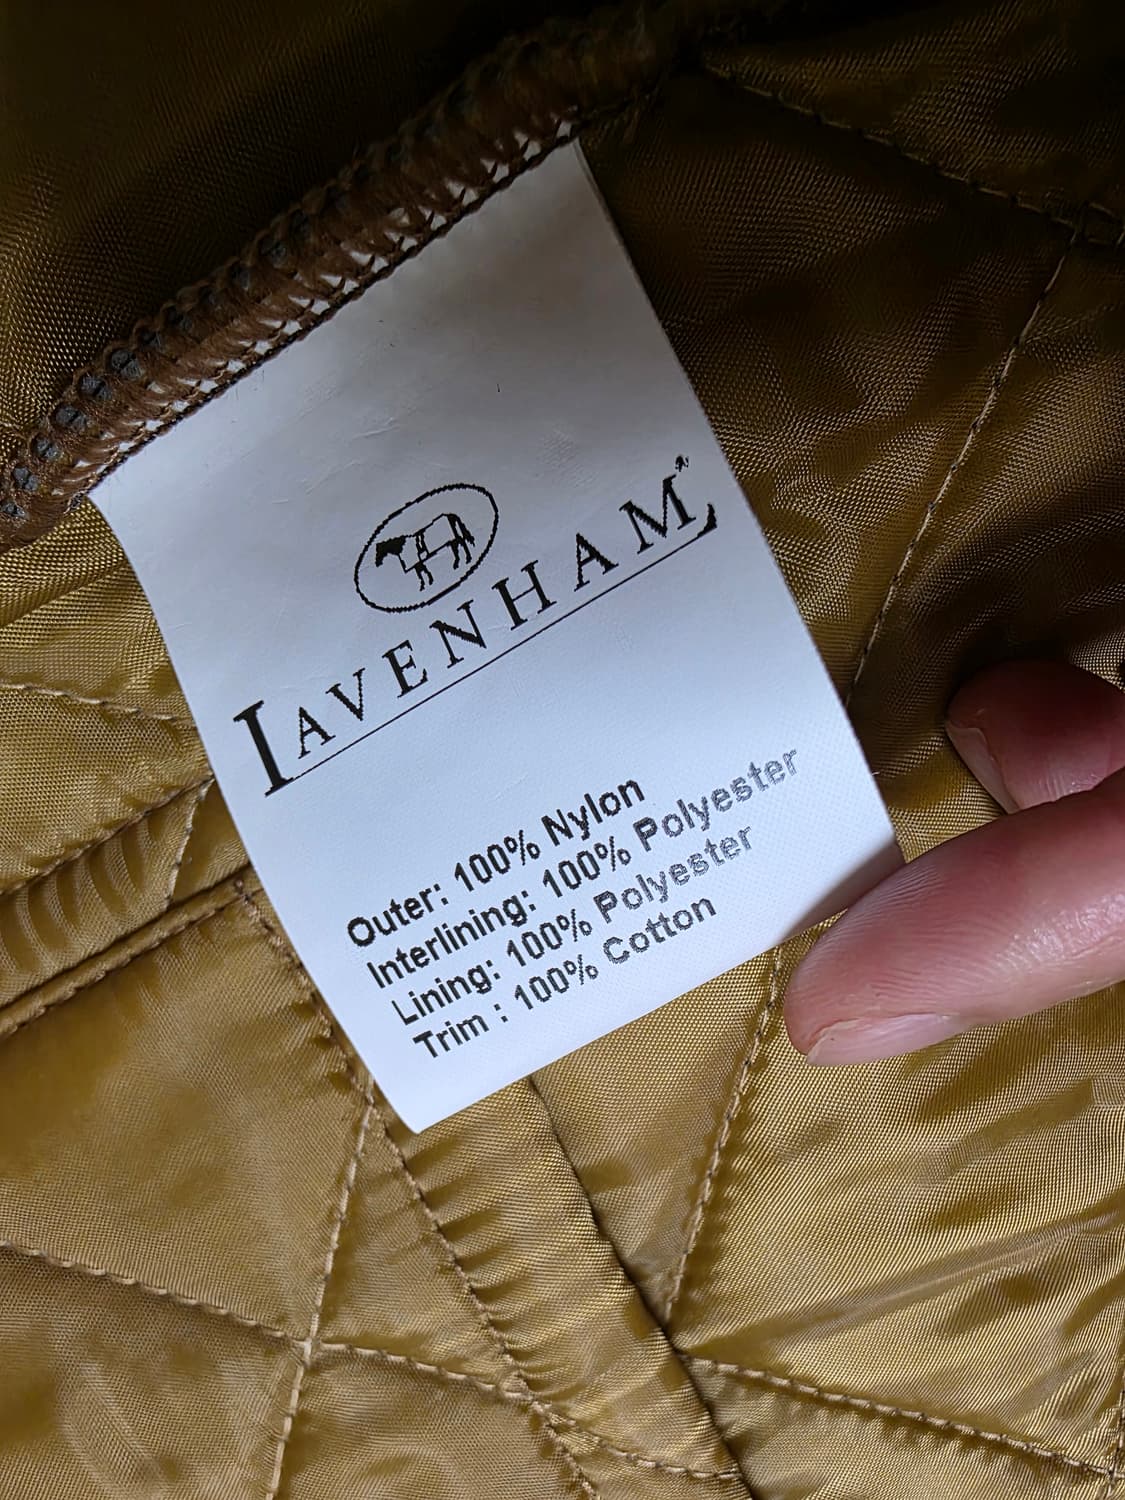 LAVENHAM
Outer: 100% Nylon
Interlining: 100% Polyester
Lining: 100% Polyester
Trim : 100% Cotton